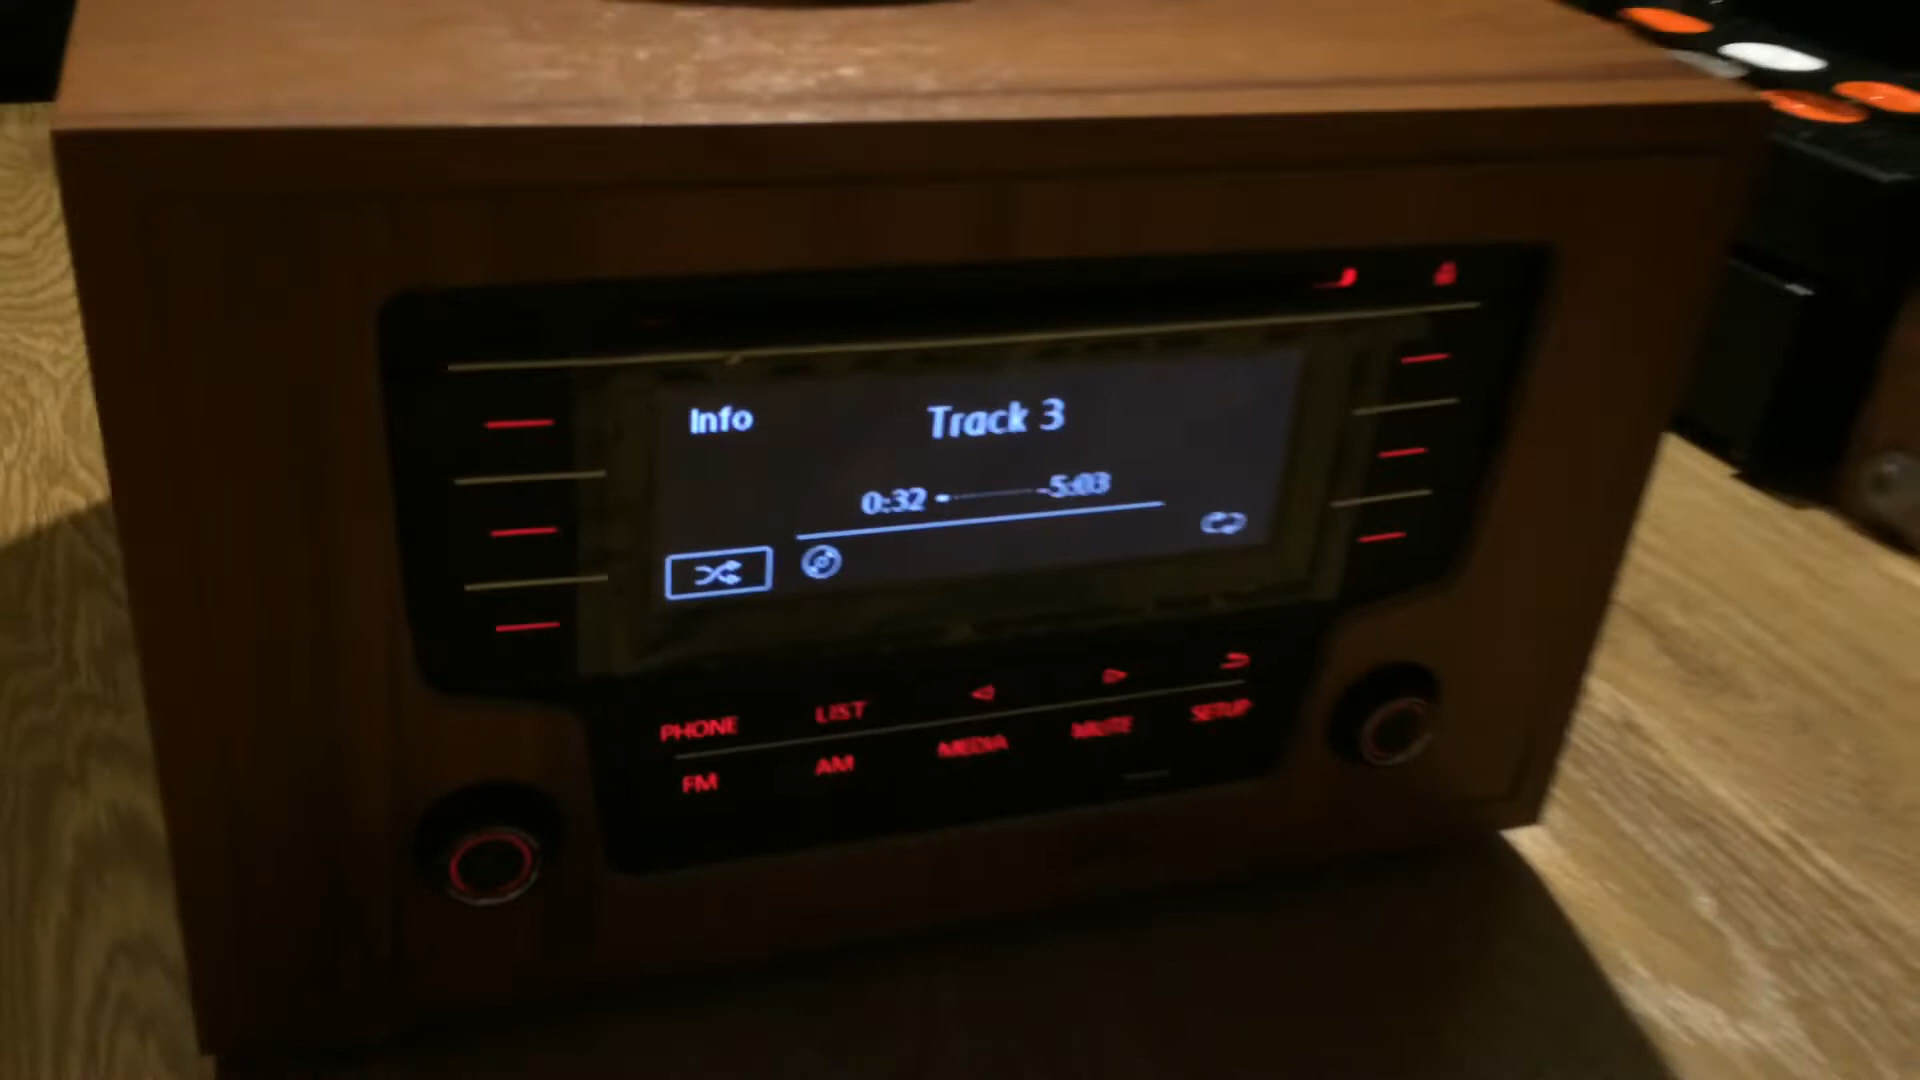 Info Track 3
0:32 -5:03
PHONE LIST
FM AM MEDIA MUTE SETUP